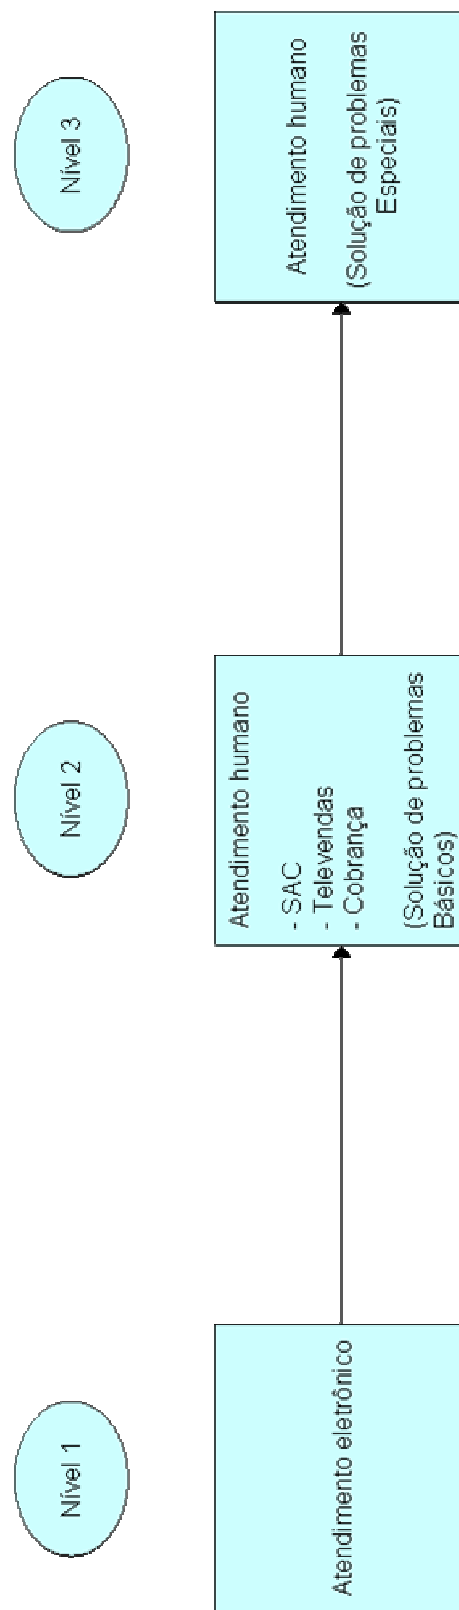 Nível 1
Nível 2
Nível 3
Atendimento eletrônico
Atendimento humano
- SAC
- Televendas
- Cobrança
(Solução de problemas
Básicos)
Atendimento humano
(Solução de problemas
Especiais)